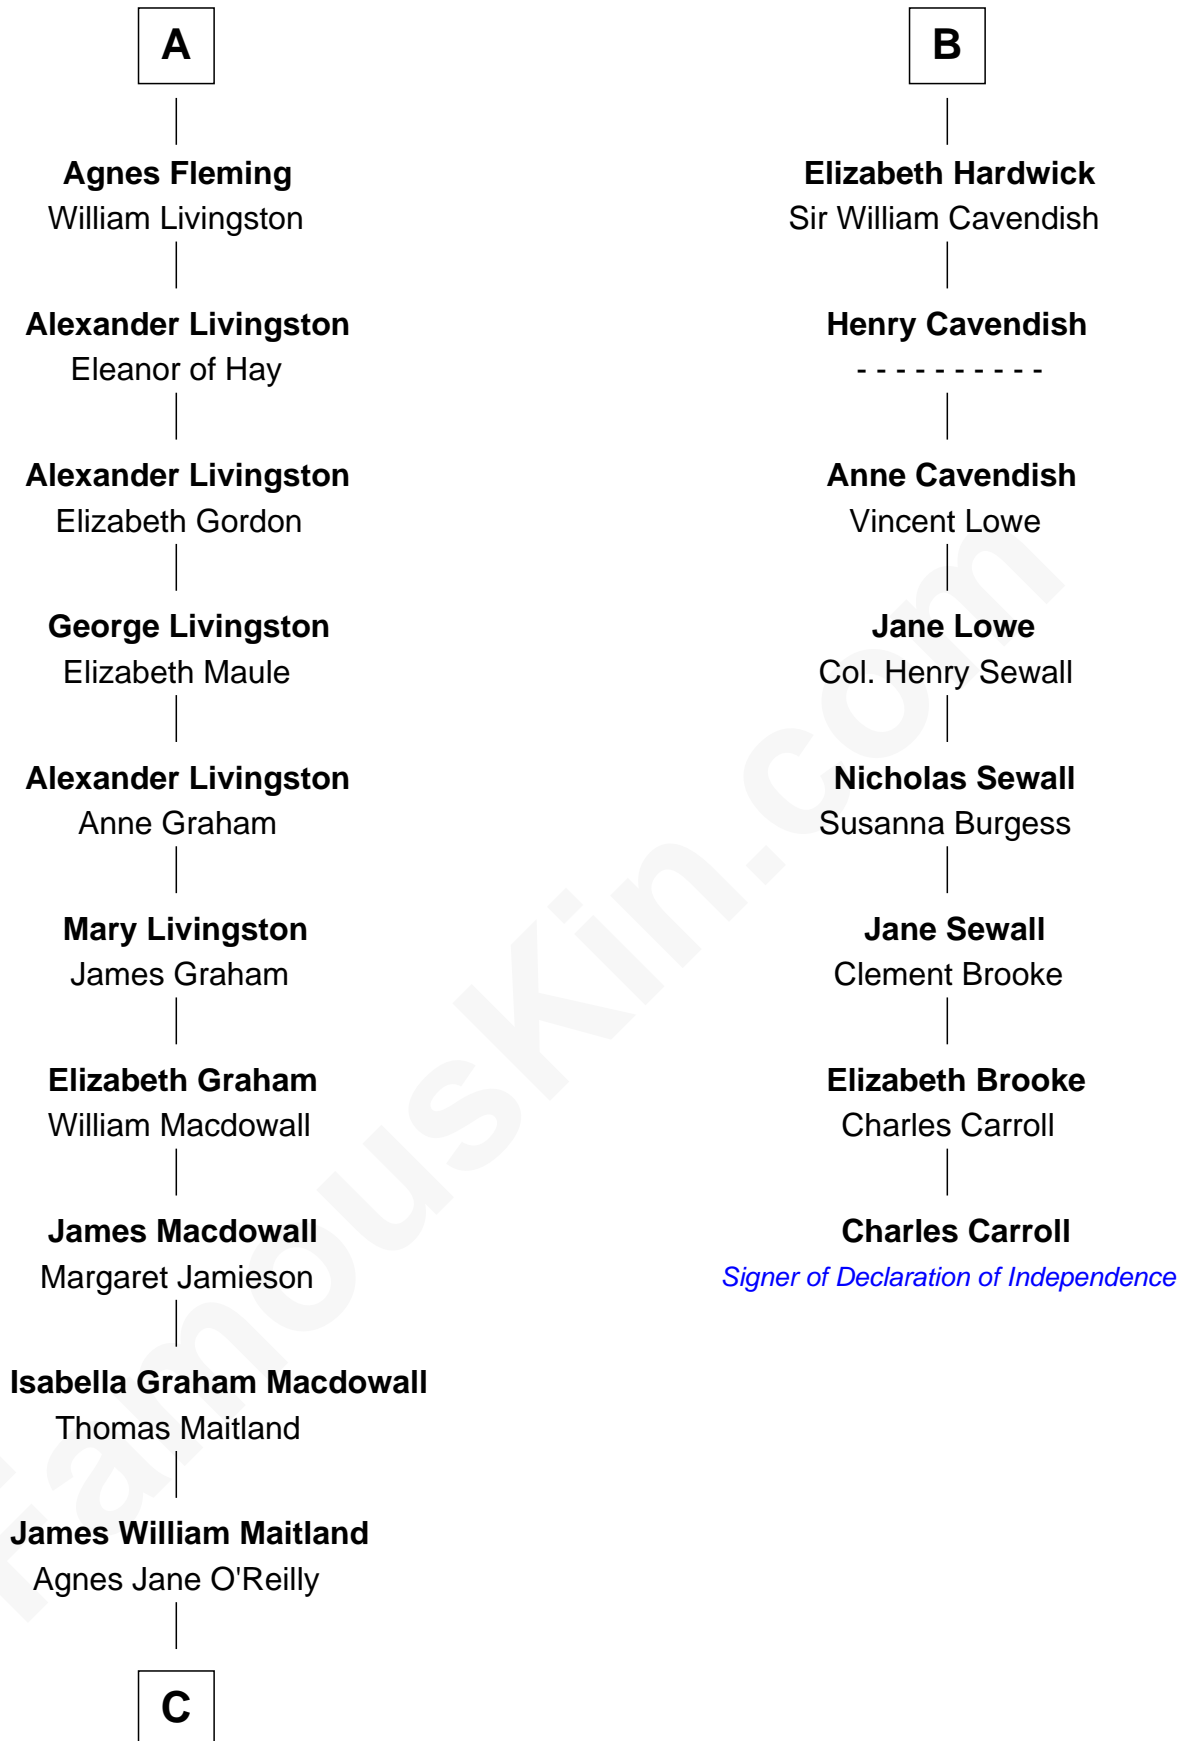 A
Agnes Fleming
William Livingston
Alexander Livingston
Eleanor of Hay
Alexander Livingston
Elizabeth Gordon
George Livingston
Elizabeth Maule
Alexander Livingston
Anne Graham
Mary Livingston
James Graham
Elizabeth Graham
William Macdowall
James Macdowall
Margaret Jamieson
Isabella Graham Macdowall
Thomas Maitland
James William Maitland
Agnes Jane O'Reilly
C
B
Elizabeth Hardwick
Sir William Cavendish
Henry Cavendish
- - - - - - - - - -
Anne Cavendish
Vincent Lowe
Jane Lowe
Col. Henry Sewall
Nicholas Sewall
Susanna Burgess
Jane Sewall
Clement Brooke
Elizabeth Brooke
Charles Carroll
Charles Carroll
Signer of Declaration of Independence
FamousKin.com